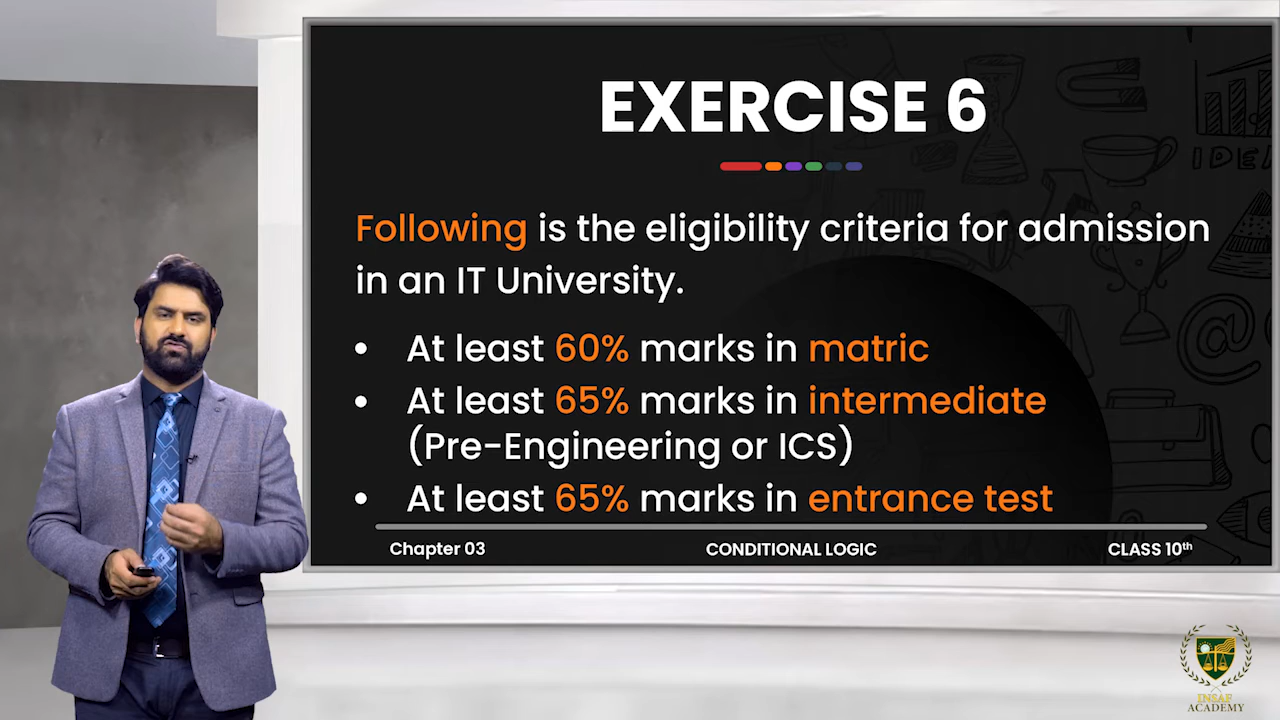 EXERCISE 6
Following is the eligibility criteria for admission
in an IT University.
• At least 60% marks in matric
• At least 65% marks in intermediate
(Pre-Engineering or ICS)
• At least 65% marks in entrance test
Chapter 03 CONDITIONAL LOGIC CLASS 10th
IDEA
INSAF
ACADEMY